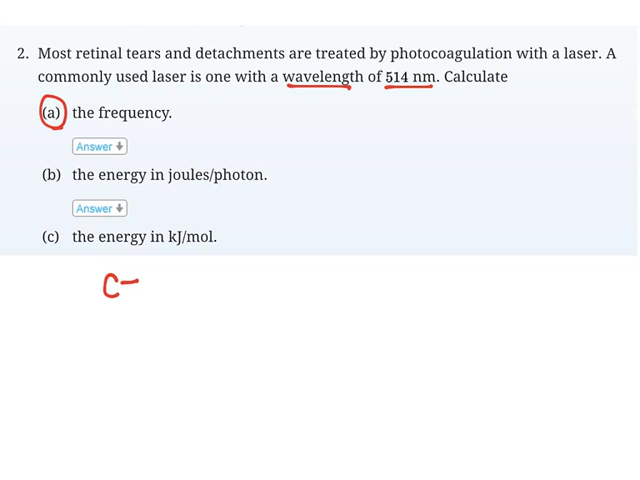 2. Most retinal tears and detachments are treated by photocoagulation with a laser. A
commonly used laser is one with a wavelength of 514 nm. Calculate
(a) the frequency.
Answer
(b) the energy in joules/photon.
Answer
(c) the energy in kJ/mol.
C-